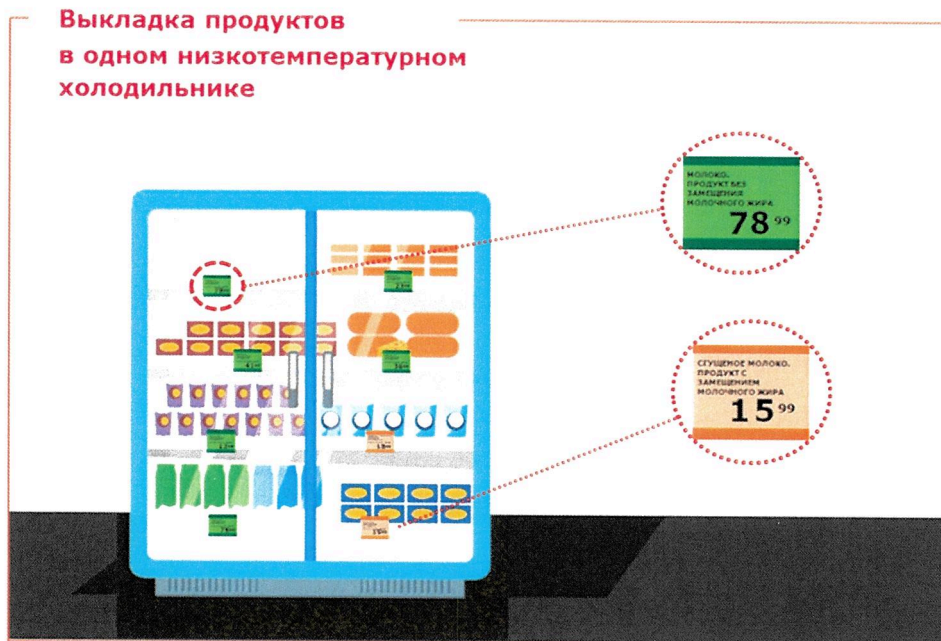 Выкладка продуктов
в одном низкотемпературном
холодильнике
МОЛОКО.
ПРОДУКТ БЕЗ
ЗАМЕЩЕНИЯ
МОЛОЧНОГО ЖИРА
78 99
СГУЩЕНОЕ МОЛОКО.
ПРОДУКТ С
ЗАМЕЩЕНИЕМ
МОЛОЧНОГО ЖИРА
15 99